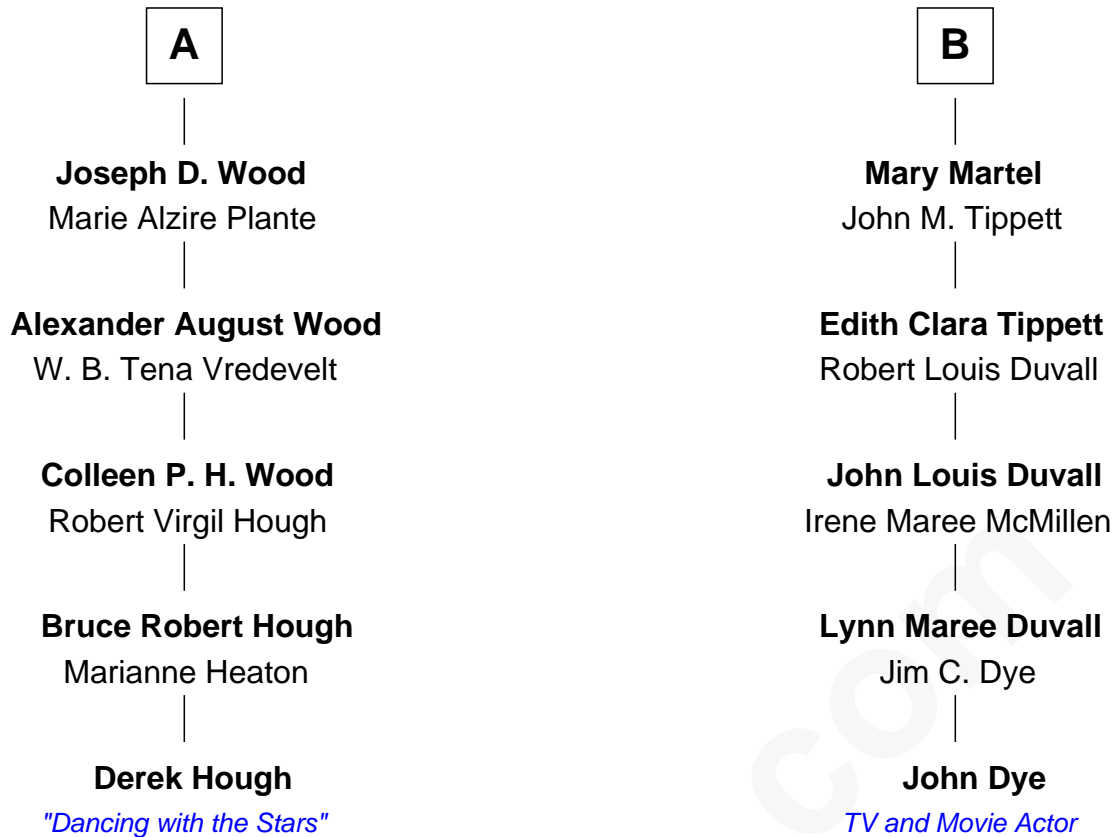 A
Joseph D. Wood
Marie Alzire Plante
Alexander August Wood
W. B. Tena Vredevelt
Colleen P. H. Wood
Robert Virgil Hough
Bruce Robert Hough
Marianne Heaton
Derek Hough
"Dancing with the Stars"
B
Mary Martel
John M. Tippett
Edith Clara Tippett
Robert Louis Duvall
John Louis Duvall
Irene Maree McMillen
Lynn Maree Duvall
Jim C. Dye
John Dye
TV and Movie Actor
com